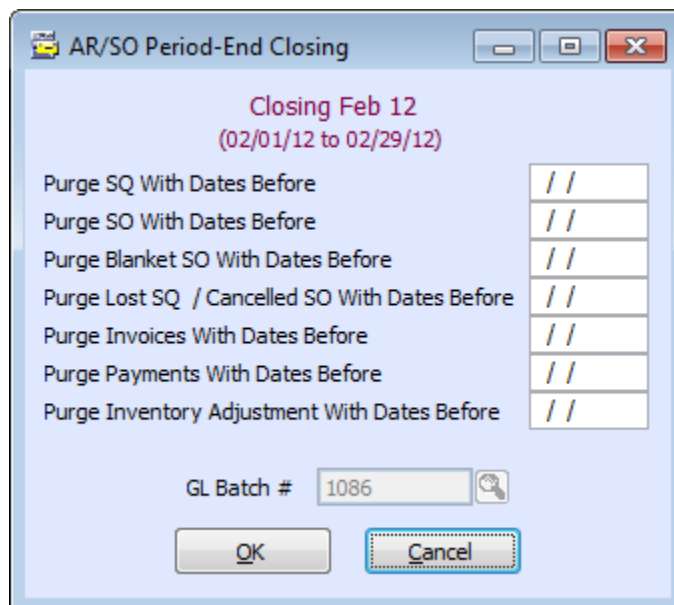 AR/SO Period-End Closing
Closing Feb 12
(02/01/12 to 02/29/12)
Purge SQ With Dates Before / /
Purge SO With Dates Before / /
Purge Blanket SO With Dates Before / /
Purge Lost SQ / Cancelled SO With Dates Before / /
Purge Invoices With Dates Before / /
Purge Payments With Dates Before / /
Purge Inventory Adjustment With Dates Before / /
GL Batch # 1086
OK Cancel